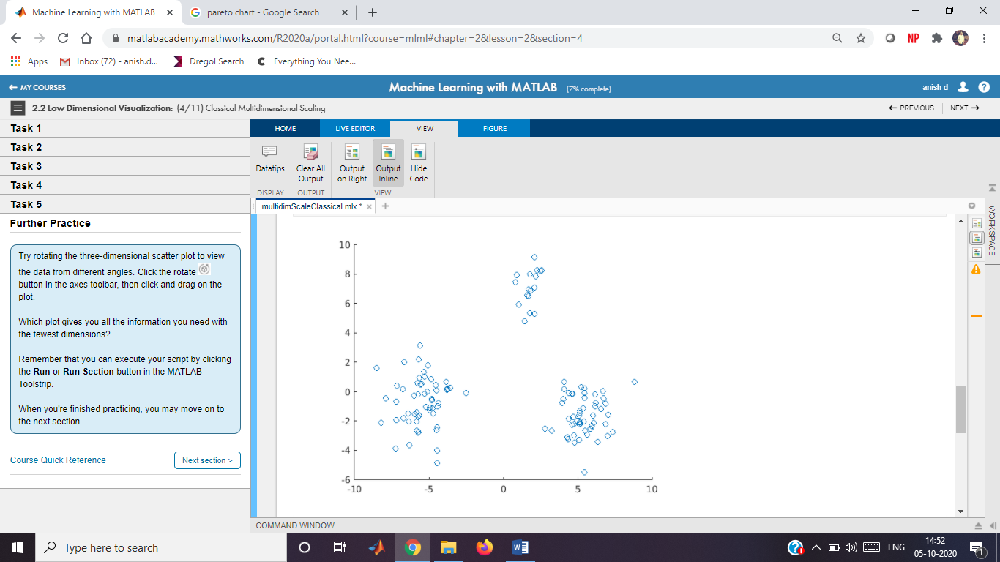 Machine Learning with MATLAB
pareto chart - Google Search
matlabacademy.mathworks.com/R2020a/portal.html?course=mlml#chapter=2&lesson=2&section=4
NP
Apps
Inbox (72) - anish.d...
Dregol Search
Everything You Nee...
MY COURSES
Machine Learning with MATLAB (7% complete)
anish d
2.2 Low Dimensional Visualization: (4/11) Classical Multidimensional Scaling
PREVIOUS
NEXT
Task 1
Task 2
Task 3
Task 4
Task 5
Further Practice
Try rotating the three-dimensional scatter plot to view
the data from different angles. Click the rotate
button in the axes toolbar, then click and drag on the
plot.
Which plot gives you all the information you need with
the fewest dimensions?
Remember that you can execute your script by clicking
the Run or Run Section button in the MATLAB
Toolstrip.
When you're finished practicing, you may move on to
the next section.
Course Quick Reference
Next section >
HOME
LIVE EDITOR
VIEW
FIGURE
Datatips
Clear All
Output
Output
on Right
Output
Inline
Hide
Code
DISPLAY
OUTPUT
VIEW
multidimScaleClassical.mlx *
WORKSPACE
10
8
6
4
2
0
-2
-4
-6
-10
-5
0
5
10
COMMAND WINDOW
Type here to search
ENG
14:52
05-10-2020
1